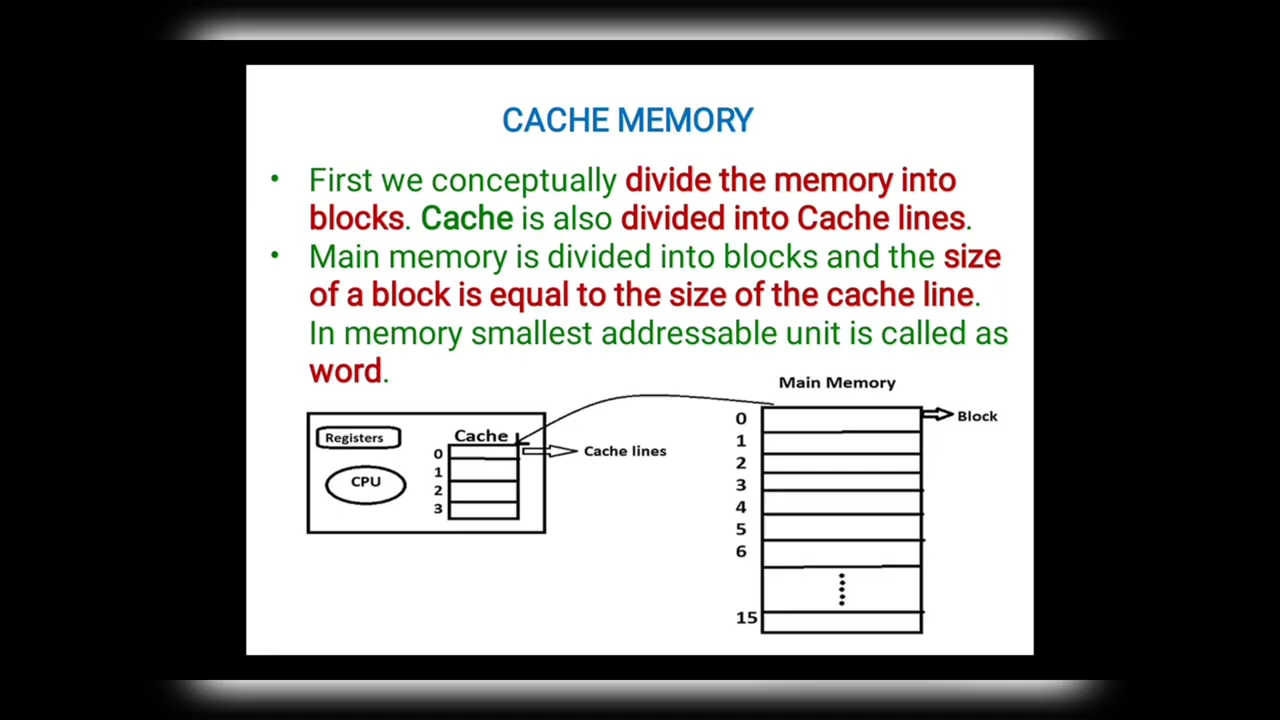 CACHE MEMORY
• First we conceptually divide the memory into
blocks. Cache is also divided into Cache lines.
• Main memory is divided into blocks and the size
of a block is equal to the size of the cache line.
In memory smallest addressable unit is called as
word.
Main Memory
Registers
CPU
Cache
0
1
2
3
Cache lines
0
1
2
3
4
5
6
15
Block